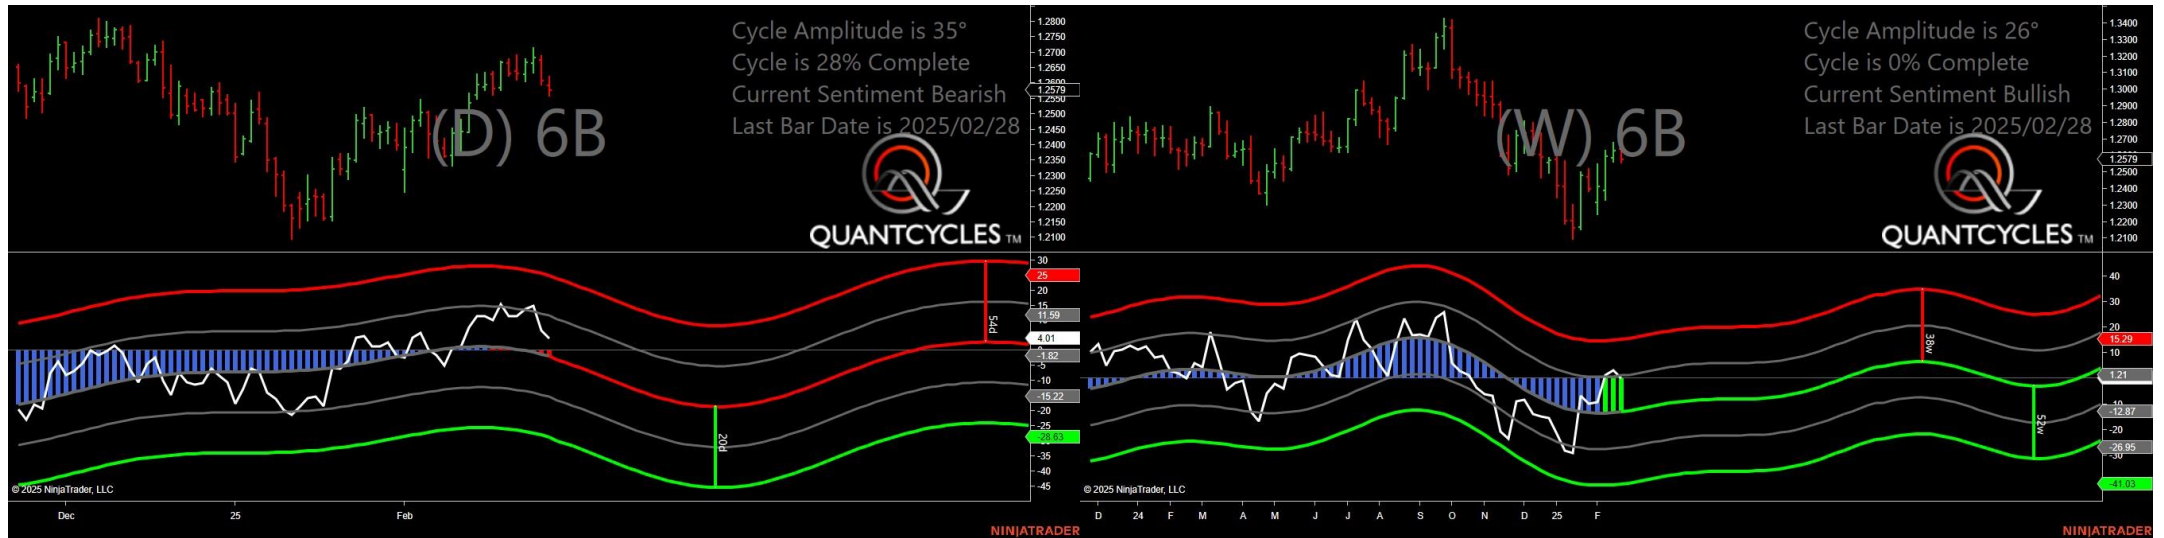 Cycle Amplitude is 35°
Cycle is 28% Complete
Current Sentiment Bearish
Last Bar Date is 2025/02/28
(D) 6B
QUANTCYCLES TM
1.2800
1.2750
1.2700
1.2650
1.2579
1.2550
1.2500
1.2450
1.2400
1.2350
1.2300
1.2250
1.2200
1.2150
1.2100
30
25
20
15
11.59
4.01
-1.82
-5
-10
-15.22
-20
-25
-28.63
-35
-40
-45
54d
20d
© 2025 NinjaTrader, LLC
Dec
25
Feb
NINJATRADER
Cycle Amplitude is 26°
Cycle is 0% Complete
Current Sentiment Bullish
Last Bar Date is 2025/02/28
(W) 6B
QUANTCYCLES TM
1.3400
1.3300
1.3200
1.3100
1.3000
1.2900
1.2800
1.2700
1.2579
1.2500
1.2400
1.2300
1.2200
1.2100
40
30
20
15.29
10
1.21
-12.87
-20
-26.95
-41.03
38w
52w
© 2025 NinjaTrader, LLC
D 24 F M A M J J A S O N D 25 F
NINJATRADER